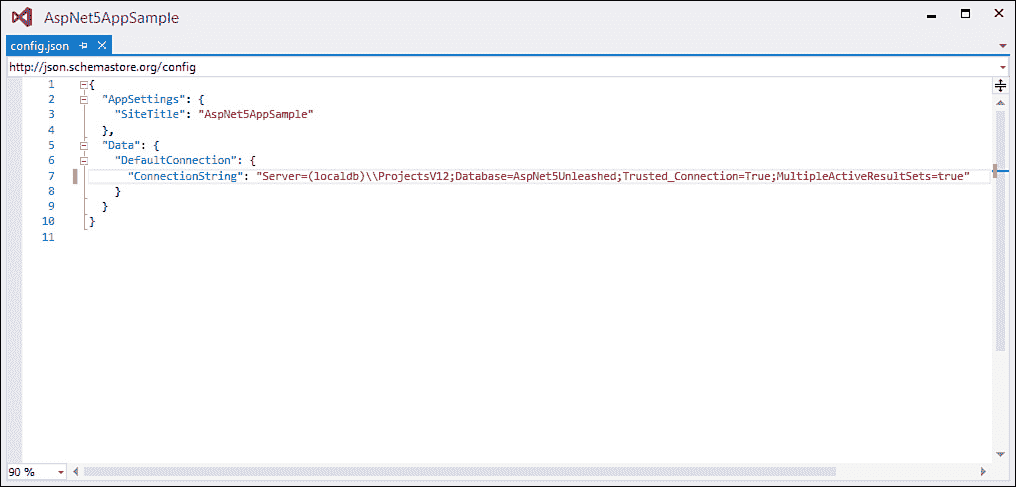 AspNet5AppSample
config.json
http://json.schemastore.org/config
1 {
2 "AppSettings": {
3 "SiteTitle": "AspNet5AppSample"
4 },
5 "Data": {
6 "DefaultConnection": {
7 "ConnectionString": "Server=(localdb)\\ProjectsV12;Database=AspNet5Unleashed;Trusted_Connection=True;MultipleActiveResultSets=true"
8 }
9 }
10 }
11
90 %